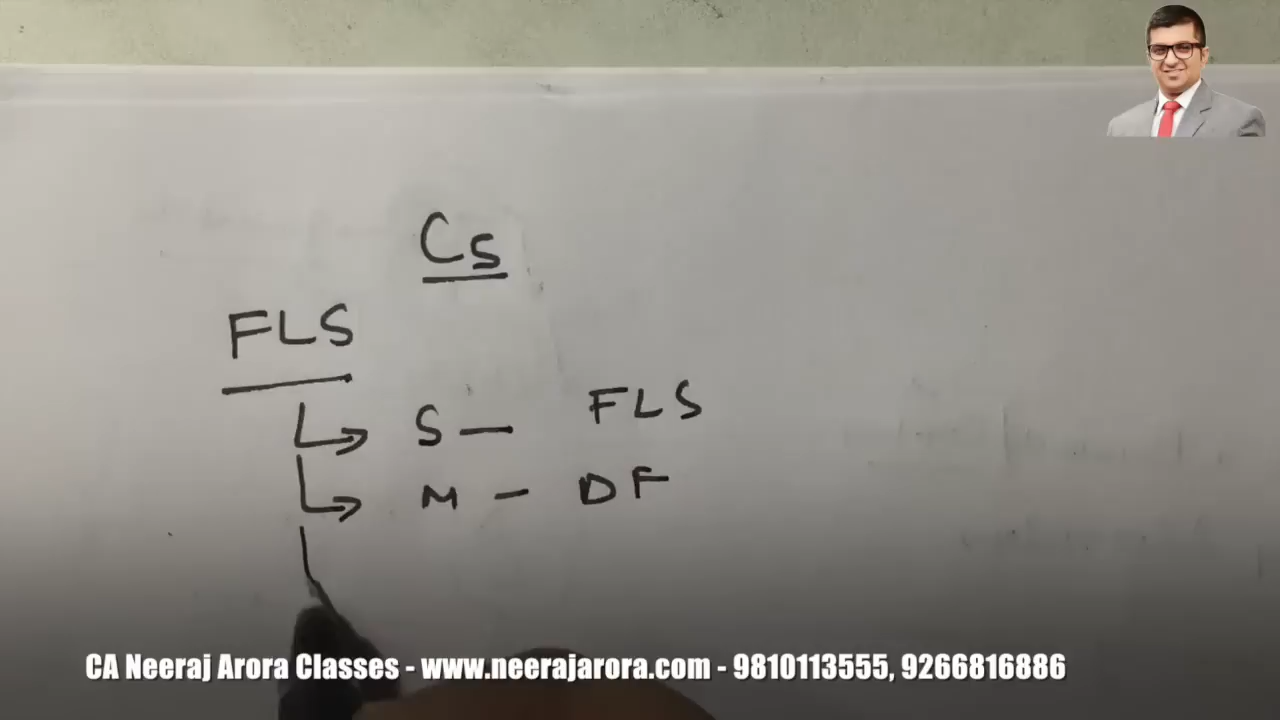 Cs
FLS
S - FLS
M - DF
CA Neeraj Arora Classes - www.neerajarora.com - 9810113555, 9266816886